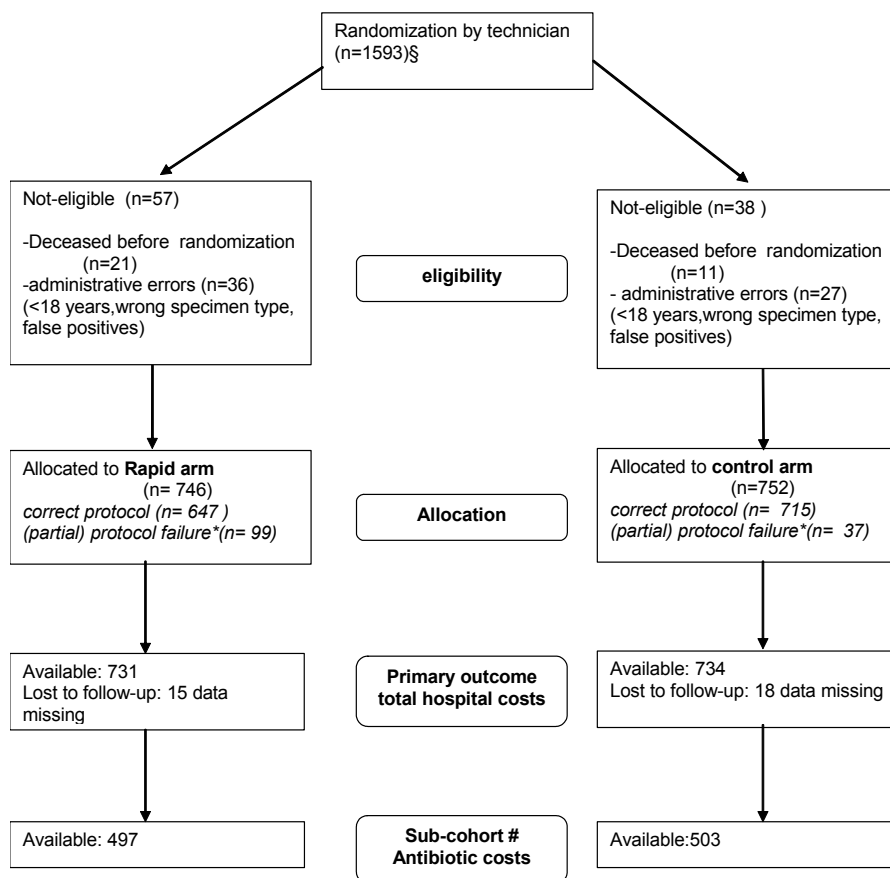 Randomization by technician
(n=1593)§
Not-eligible (n=57)
-Deceased before randomization
(n=21)
-administrative errors (n=36)
(<18 years,wrong specimen type,
false positives)
eligibility
Not-eligible (n=38 )
-Deceased before randomization
(n=11)
- administrative errors (n=27)
(<18 years,wrong specimen type,
false positives)
Allocated to Rapid arm
(n= 746)
correct protocol (n= 647 )
(partial) protocol failure*(n= 99)
Allocation
Allocated to control arm
(n=752)
correct protocol (n= 715)
(partial) protocol failure*(n= 37)
Available: 731
Lost to follow-up: 15 data
missing
Primary outcome
total hospital costs
Available: 734
Lost to follow-up: 18 data missing
Available: 497
Sub-cohort #
Antibiotic costs
Available:503